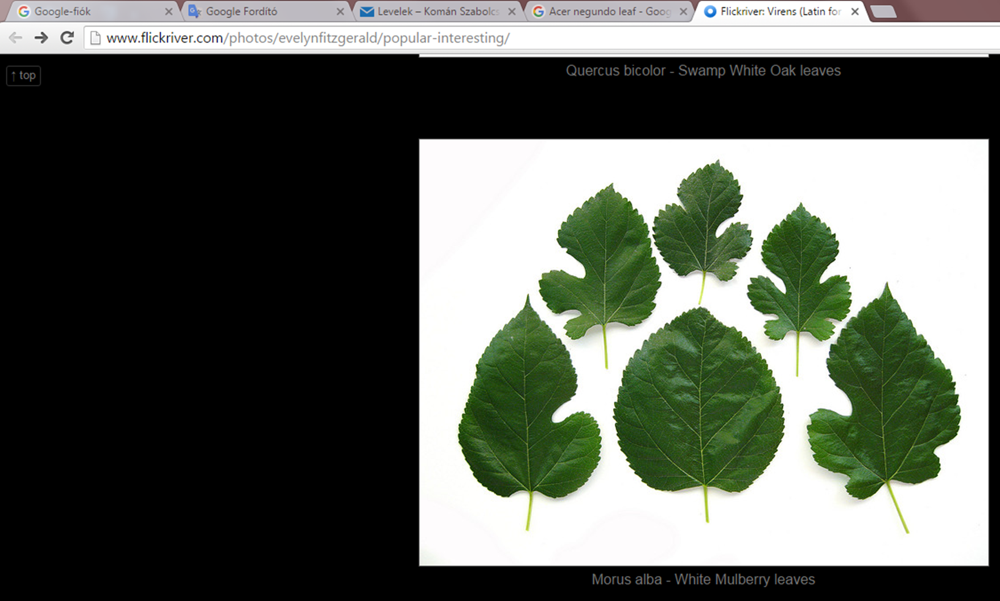 Google-fiók
Google Fordító
Levelek – Komán Szabolcs
Acer negundo leaf - Goog
Flickriver: Virens (Latin for
www.flickriver.com/photos/evelynfitzgerald/popular-interesting/
Quercus bicolor - Swamp White Oak leaves
↑ top
Morus alba - White Mulberry leaves